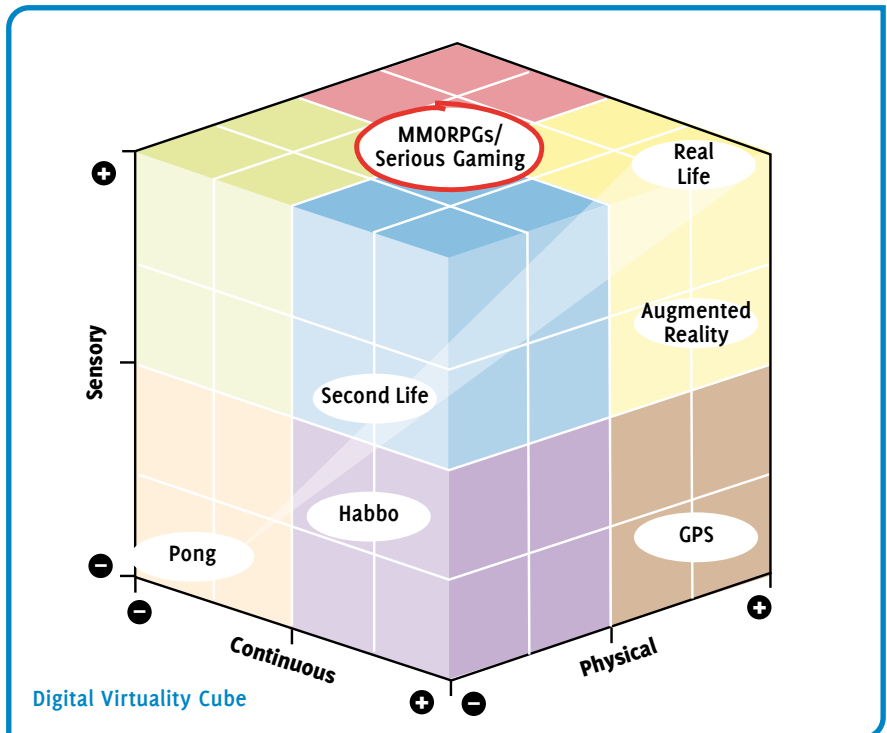 MMORPGs/
Serious Gaming
Real
Life
+
Sensory
Augmented
Reality
Second Life
Habbo
GPS
Pong
−
−
+
Continuous
Physical
+
−
Digital Virtuality Cube